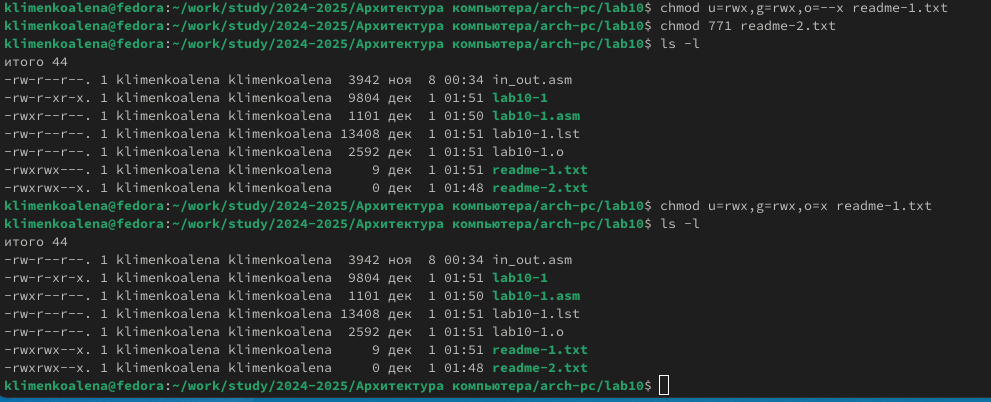 klimenkoalena@fedora:~/work/study/2024-2025/Архитектура компьютера/arch-pc/lab10$ chmod u=rwx,g=rwx,o=--x readme-1.txt
klimenkoalena@fedora:~/work/study/2024-2025/Архитектура компьютера/arch-pc/lab10$ chmod 771 readme-2.txt
klimenkoalena@fedora:~/work/study/2024-2025/Архитектура компьютера/arch-pc/lab10$ ls -l
итого 44
-rw-r--r--. 1 klimenkoalena klimenkoalena  3942 ноя  8 00:34 in_out.asm
-rw-r-xr-x. 1 klimenkoalena klimenkoalena  9804 дек  1 01:51 lab10-1
-rwxr--r--. 1 klimenkoalena klimenkoalena  1101 дек  1 01:50 lab10-1.asm
-rw-r--r--. 1 klimenkoalena klimenkoalena 13408 дек  1 01:51 lab10-1.lst
-rw-r--r--. 1 klimenkoalena klimenkoalena  2592 дек  1 01:51 lab10-1.o
-rwxrwx---. 1 klimenkoalena klimenkoalena     9 дек  1 01:51 readme-1.txt
-rwxrwx--x. 1 klimenkoalena klimenkoalena     0 дек  1 01:48 readme-2.txt
klimenkoalena@fedora:~/work/study/2024-2025/Архитектура компьютера/arch-pc/lab10$ chmod u=rwx,g=rwx,o=x readme-1.txt
klimenkoalena@fedora:~/work/study/2024-2025/Архитектура компьютера/arch-pc/lab10$ ls -l
итого 44
-rw-r--r--. 1 klimenkoalena klimenkoalena  3942 ноя  8 00:34 in_out.asm
-rw-r-xr-x. 1 klimenkoalena klimenkoalena  9804 дек  1 01:51 lab10-1
-rwxr--r--. 1 klimenkoalena klimenkoalena  1101 дек  1 01:50 lab10-1.asm
-rw-r--r--. 1 klimenkoalena klimenkoalena 13408 дек  1 01:51 lab10-1.lst
-rw-r--r--. 1 klimenkoalena klimenkoalena  2592 дек  1 01:51 lab10-1.o
-rwxrwx--x. 1 klimenkoalena klimenkoalena     9 дек  1 01:51 readme-1.txt
-rwxrwx--x. 1 klimenkoalena klimenkoalena     0 дек  1 01:48 readme-2.txt
klimenkoalena@fedora:~/work/study/2024-2025/Архитектура компьютера/arch-pc/lab10$